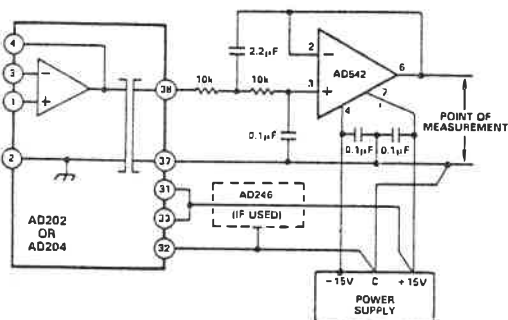 4
3
1
2
AD202
OR
AD204
38
37
31
33
32
10k
10k
2.2μF
0.1μF
2
3
AD542
6
7
4
0.1μF
0.1μF
POINT OF
MEASUREMENT
AD246
(IF USED)
-15V
C
+15V
POWER
SUPPLY